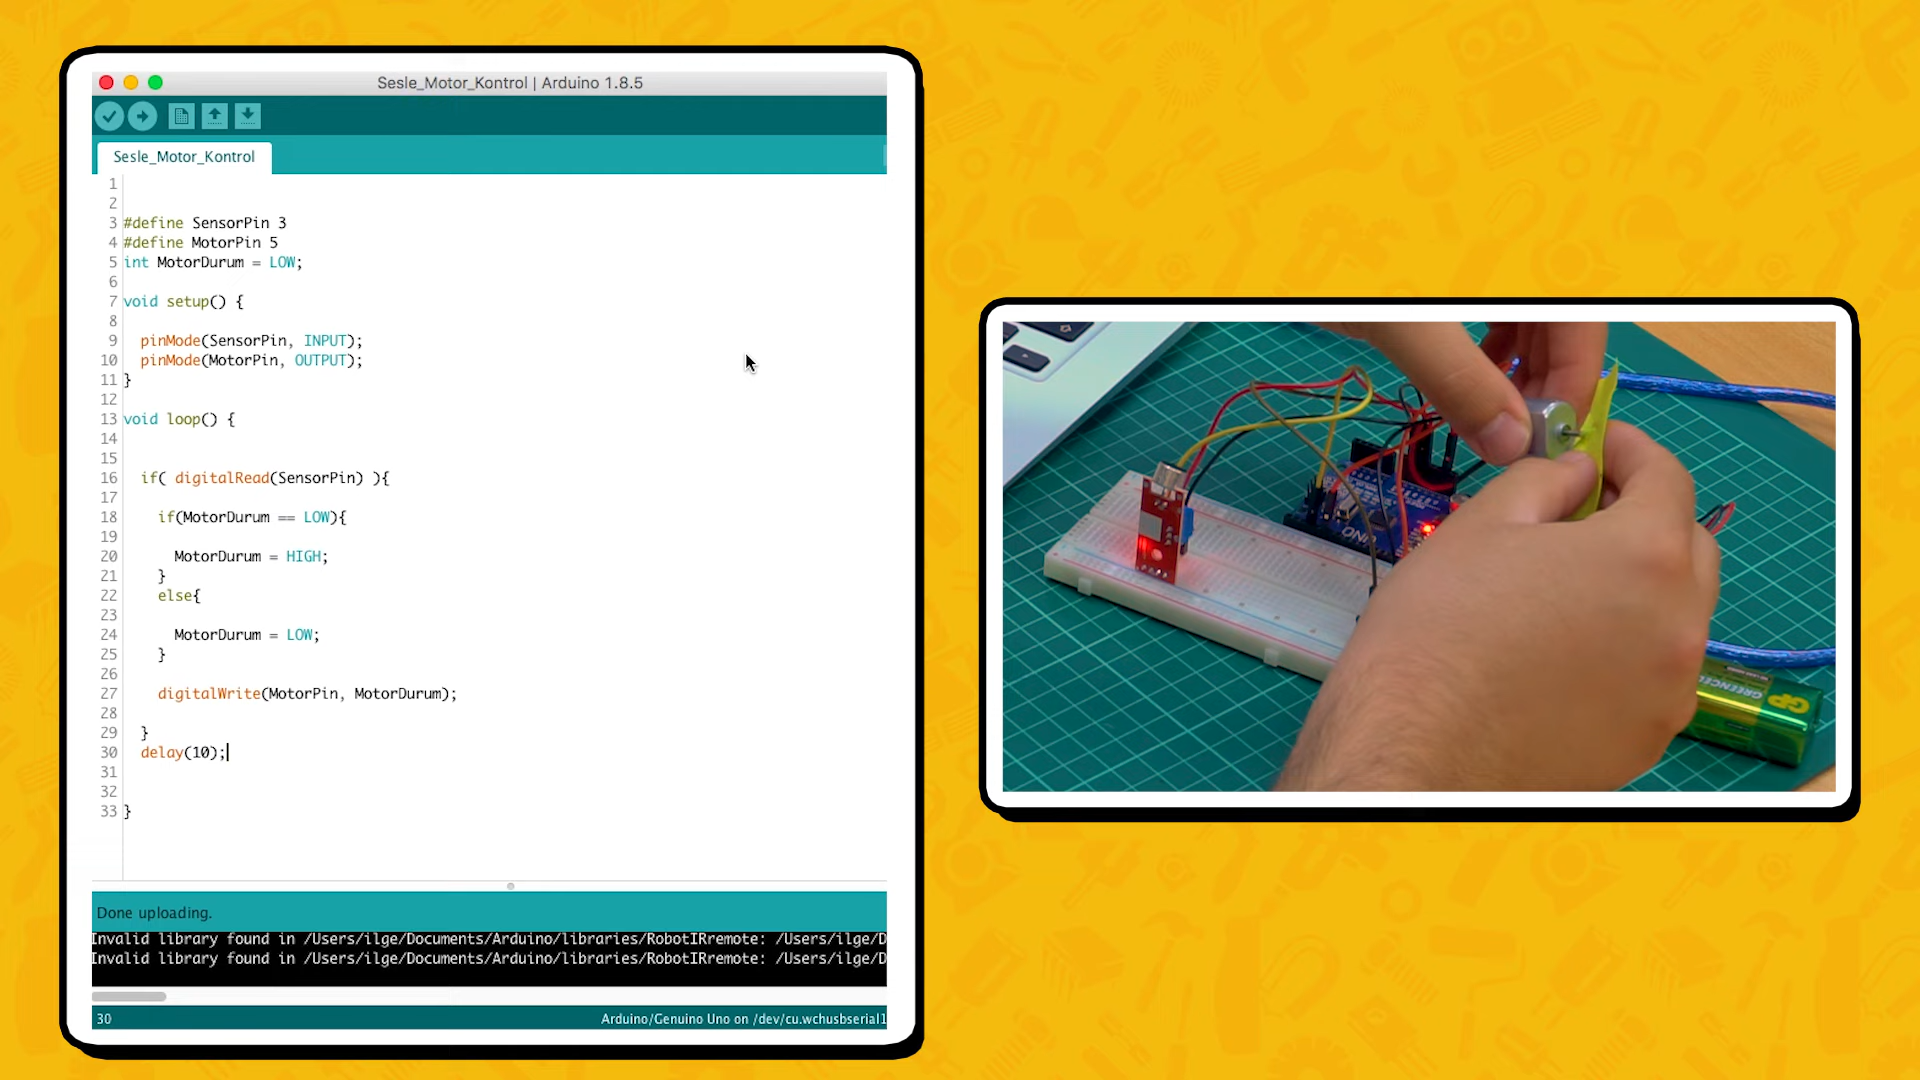 Sesle_Motor_Kontrol | Arduino 1.8.5
Sesle_Motor_Kontrol
1
2
3 #define SensorPin 3
4 #define MotorPin 5
5 int MotorDurum = LOW;
6
7 void setup() {
8
9 pinMode(SensorPin, INPUT);
10 pinMode(MotorPin, OUTPUT);
11 }
12
13 void loop() {
14
15
16 if( digitalRead(SensorPin) ){
17
18 if(MotorDurum == LOW){
19
20 MotorDurum = HIGH;
21 }
22 else{
23
24 MotorDurum = LOW;
25 }
26
27 digitalWrite(MotorPin, MotorDurum);
28
29 }
30 delay(10);
31
32
33 }
Done uploading.
Invalid library found in /Users/ilge/Documents/Arduino/libraries/RobotIRremote: /Users/ilge/D
Invalid library found in /Users/ilge/Documents/Arduino/libraries/RobotIRremote: /Users/ilge/D
30
Arduino/Genuino Uno on /dev/cu.wchusbserial1
UNO
GP
GREENCELL